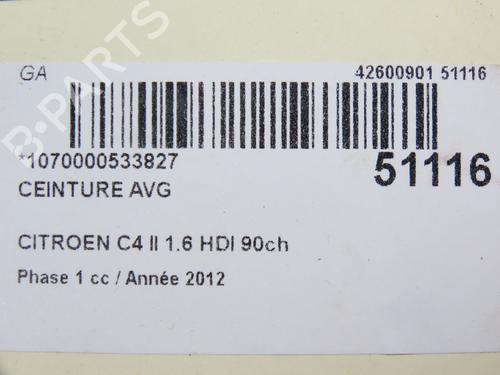 GA 42600901 51116
*1070000533827 51116
CEINTURE AVG
CITROEN C4 II 1.6 HDI 90ch
Phase 1 cc / Année 2012
B-PARTS